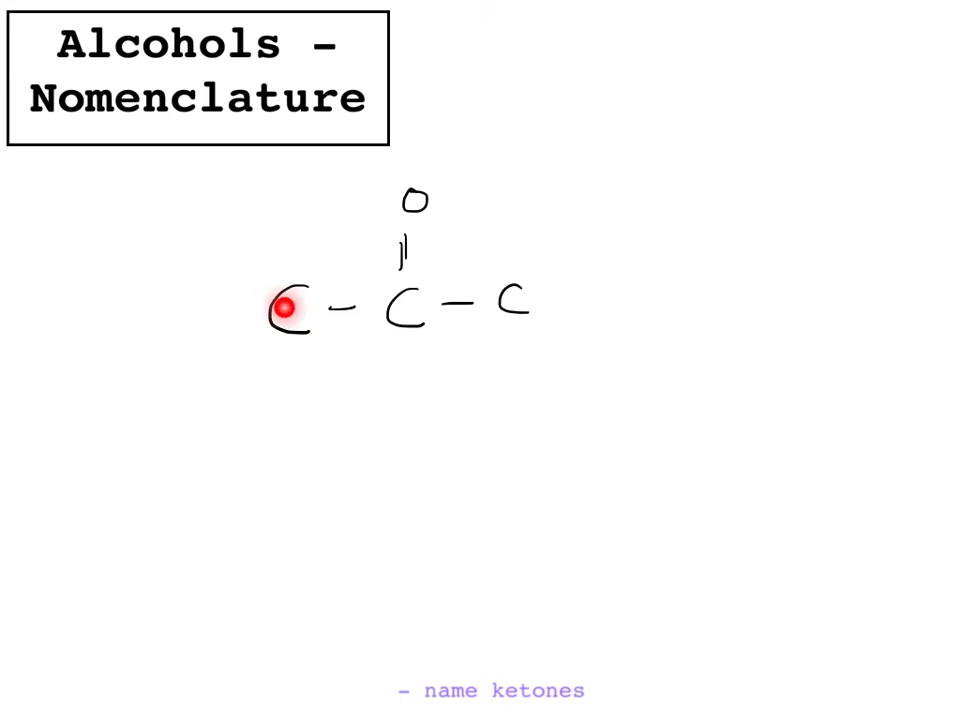 Alcohols -
Nomenclature
O
||
C - C - C
- name ketones